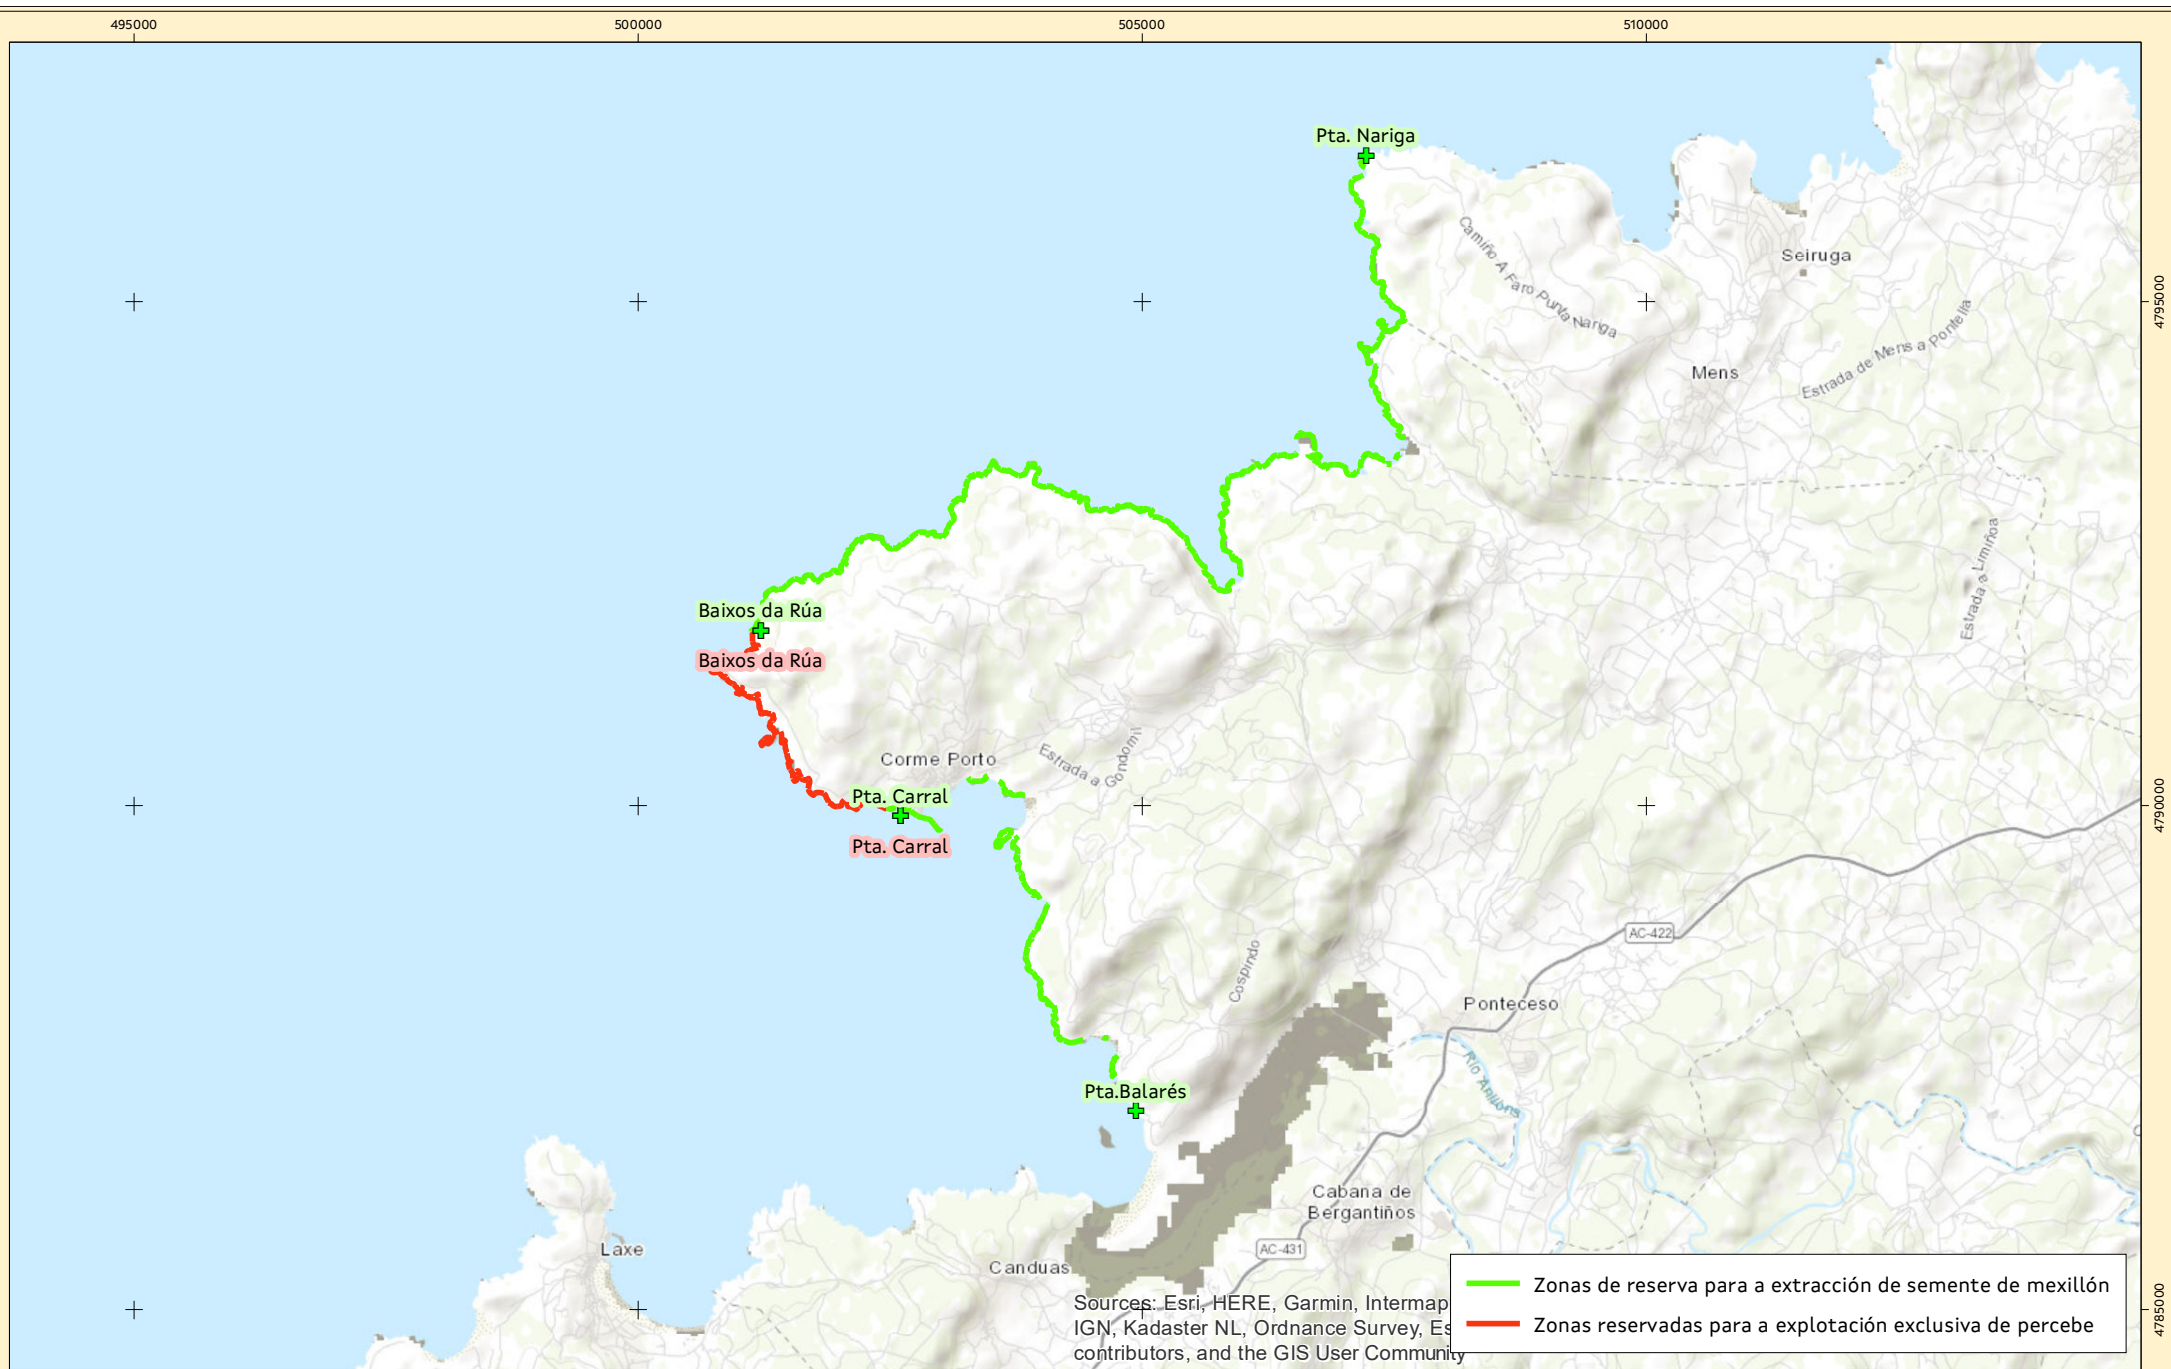 495000
500000
505000
510000
Pta. Nariga
Camiño A Faro Punta Nariga
Seiruga
4795000
Estrada de Mens a Pontella
Mens
Estrada a Limiñoa
Baixos da Rúa
Baixos da Rúa
Corme Porto
Estrada a Gondomil
Pta. Carral
4790000
Pta. Carral
AC-422
Cospindo
Ponteceso
Río Anllóns
Pta.Balarés
Cabana de
Bergantiños
Laxe
AC-431
Canduas
Zonas de reserva para a extracción de semente de mexillón
4785000
Zonas reservadas para a explotación exclusiva de percebe
Sources: Esri, HERE, Garmin, Intermap
IGN, Kadaster NL, Ordnance Survey, Es
contributors, and the GIS User Community